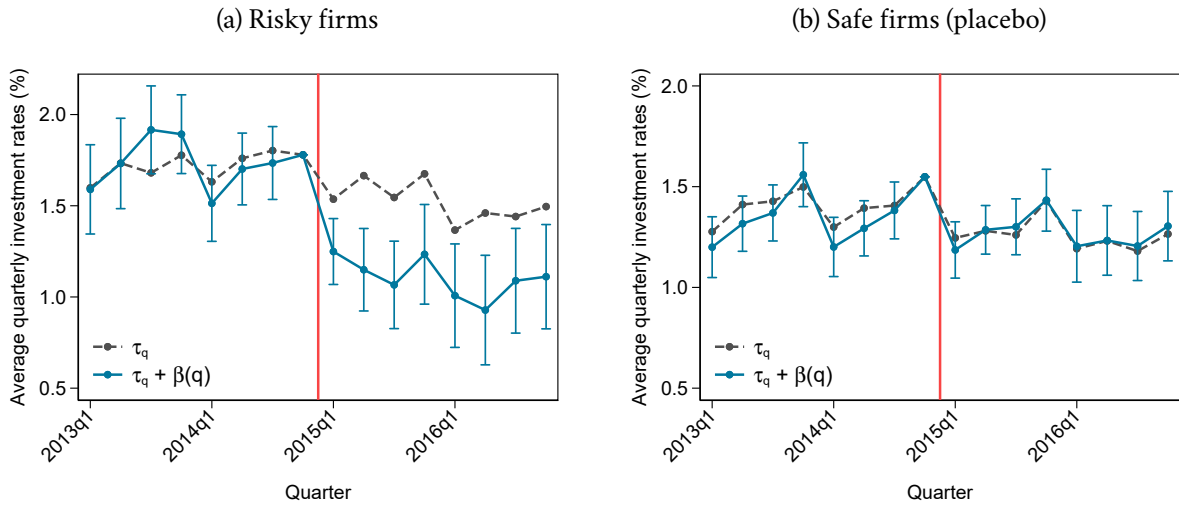 (a) Risky firms
Average quarterly investment rates (%)
2.0
1.5
1.0
0.5
τq
τq + β(q)
2013q1
2014q1
2015q1
2016q1
Quarter
(b) Safe firms (placebo)
Average quarterly investment rates (%)
2.0
1.5
1.0
0.5
τq
τq + β(q)
2013q1
2014q1
2015q1
2016q1
Quarter